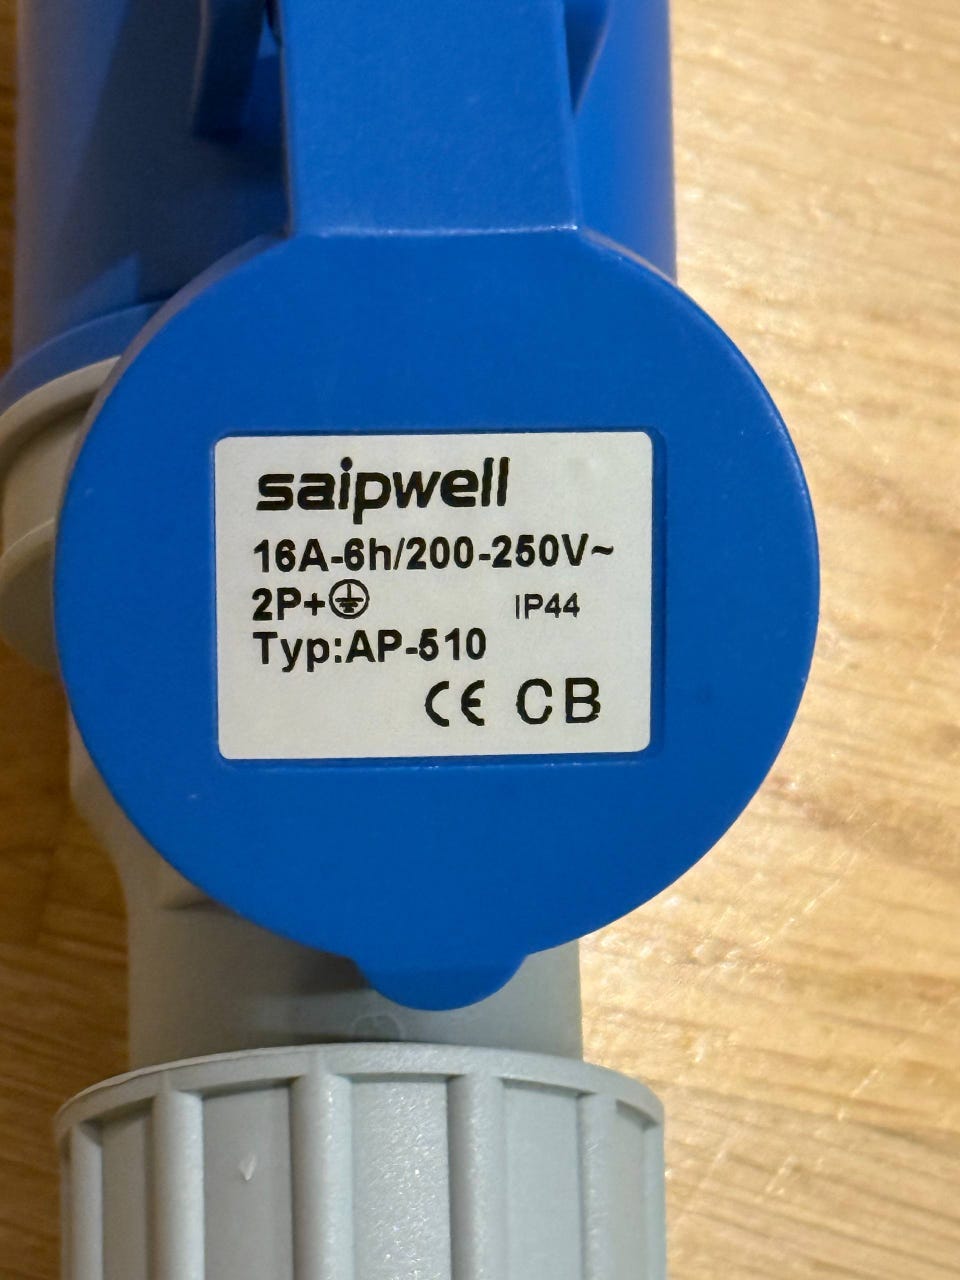 saipwell
16A-6h/200-250V~
2P+⏚ IP44
Typ:AP-510
CE CB